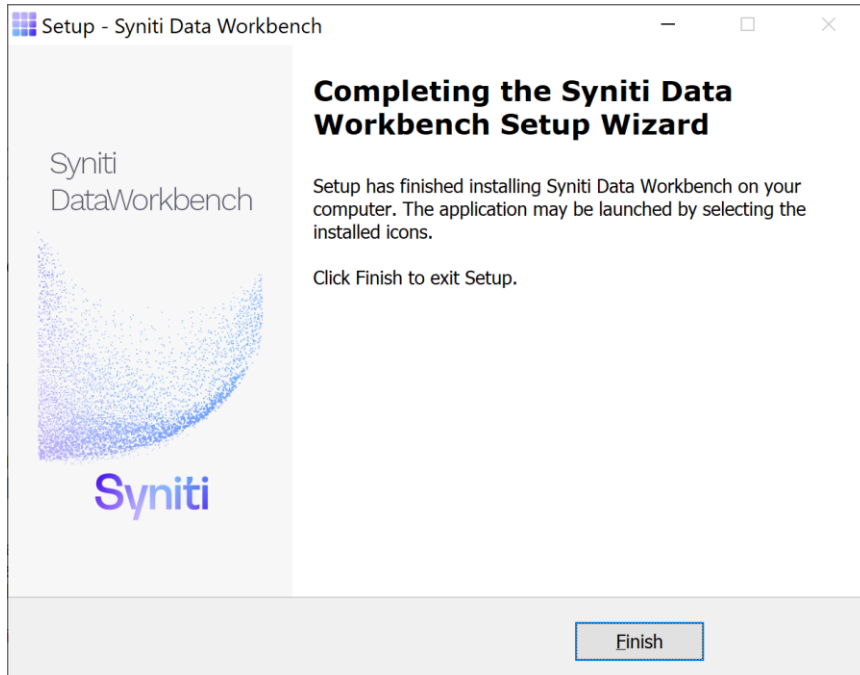 Setup - Syniti Data Workbench
Syniti
DataWorkbench
Syniti
Completing the Syniti Data
Workbench Setup Wizard
Setup has finished installing Syniti Data Workbench on your
computer. The application may be launched by selecting the
installed icons.
Click Finish to exit Setup.
Finish